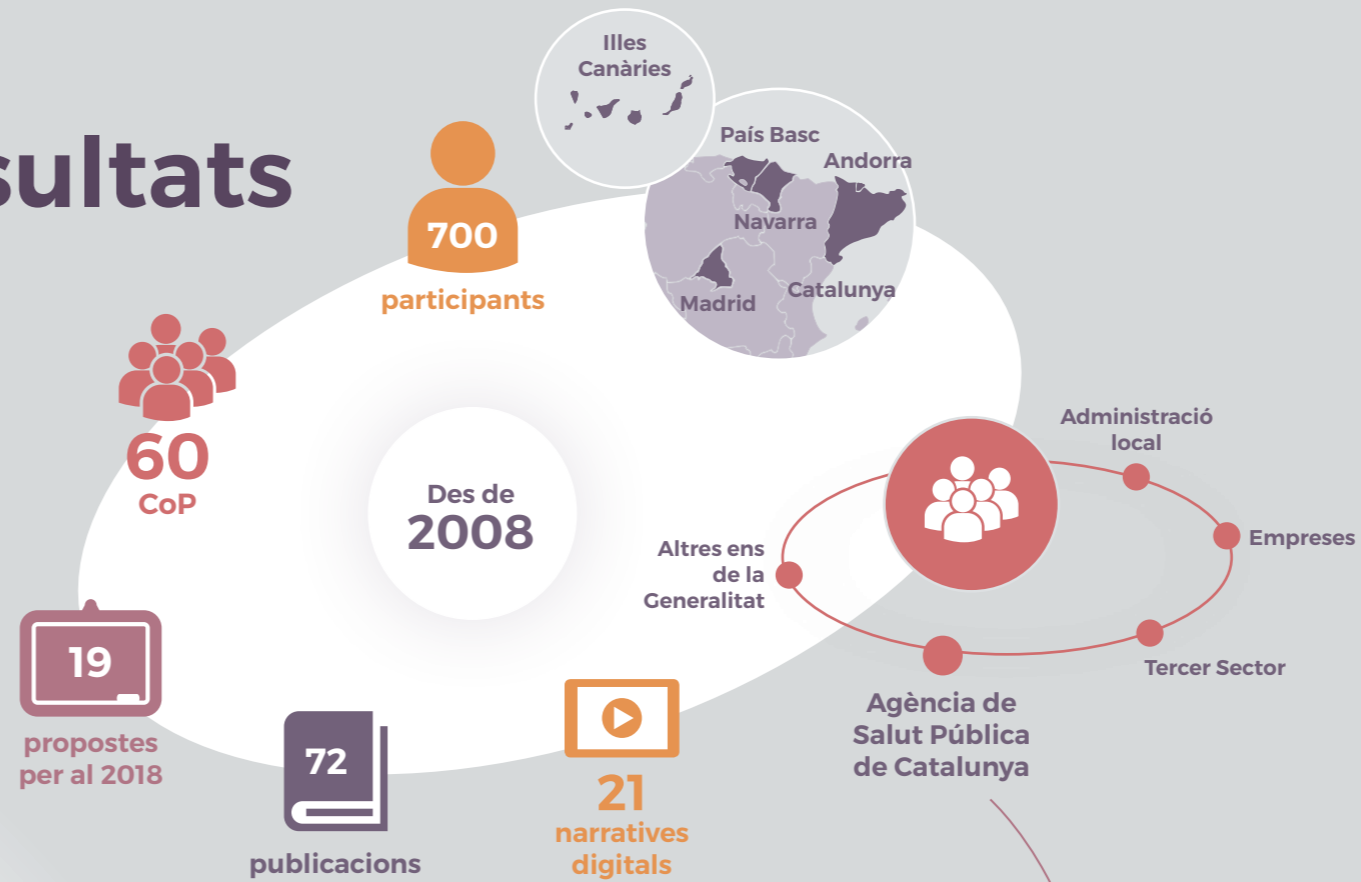 sultats
700
participants
Illes
Canàries
País Basc
Andorra
Navarra
Madrid
Catalunya
60
CoP
Des de
2008
Administració
local
Empreses
Altres ens
de la
Generalitat
Tercer Sector
Agència de
Salut Pública
de Catalunya
19
propostes
per al 2018
72
publicacions
21
narratives
digitals